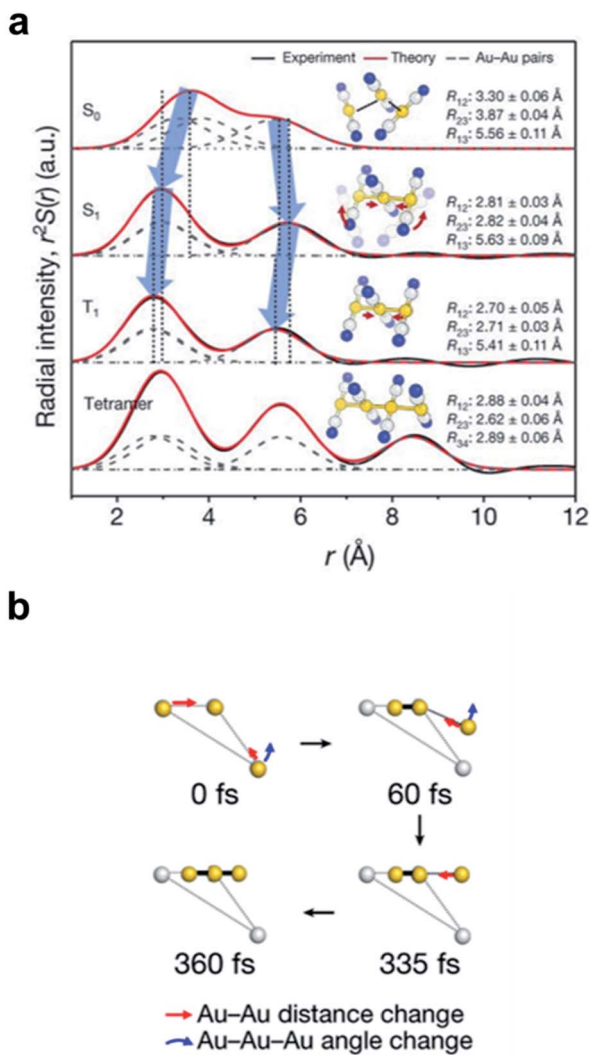 a
Experiment Theory Au–Au pairs
S0
R12: 3.30 ± 0.06 Å
R23: 3.87 ± 0.04 Å
R13: 5.56 ± 0.11 Å
S1
R12: 2.81 ± 0.03 Å
R23: 2.82 ± 0.04 Å
R13: 5.63 ± 0.09 Å
T1
R12: 2.70 ± 0.05 Å
R23: 2.71 ± 0.03 Å
R13: 5.41 ± 0.11 Å
Tetramer
R12: 2.88 ± 0.04 Å
R23: 2.62 ± 0.06 Å
R34: 2.89 ± 0.06 Å
Radial intensity, r²S(r) (a.u.)
2 4 6 8 10 12
r (Å)
b
0 fs
60 fs
360 fs
335 fs
Au–Au distance change
Au–Au–Au angle change